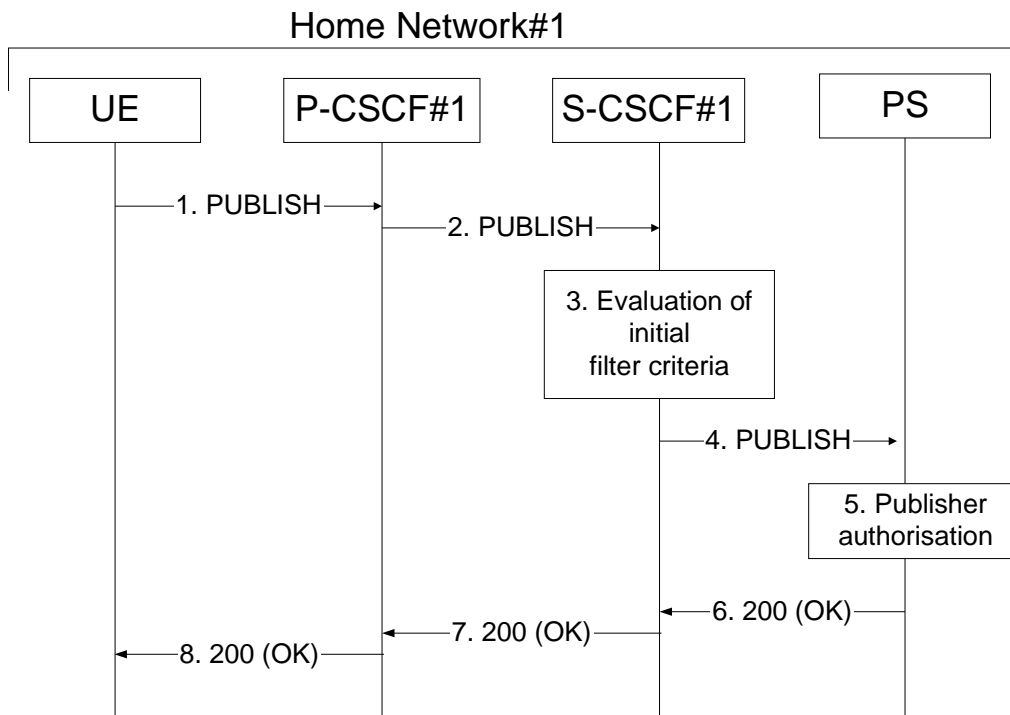 Home Network#1
UE
P-CSCF#1
S-CSCF#1
PS
1. PUBLISH
2. PUBLISH
3. Evaluation of
initial
filter criteria
4. PUBLISH
5. Publisher
authorisation
6. 200 (OK)
7. 200 (OK)
8. 200 (OK)